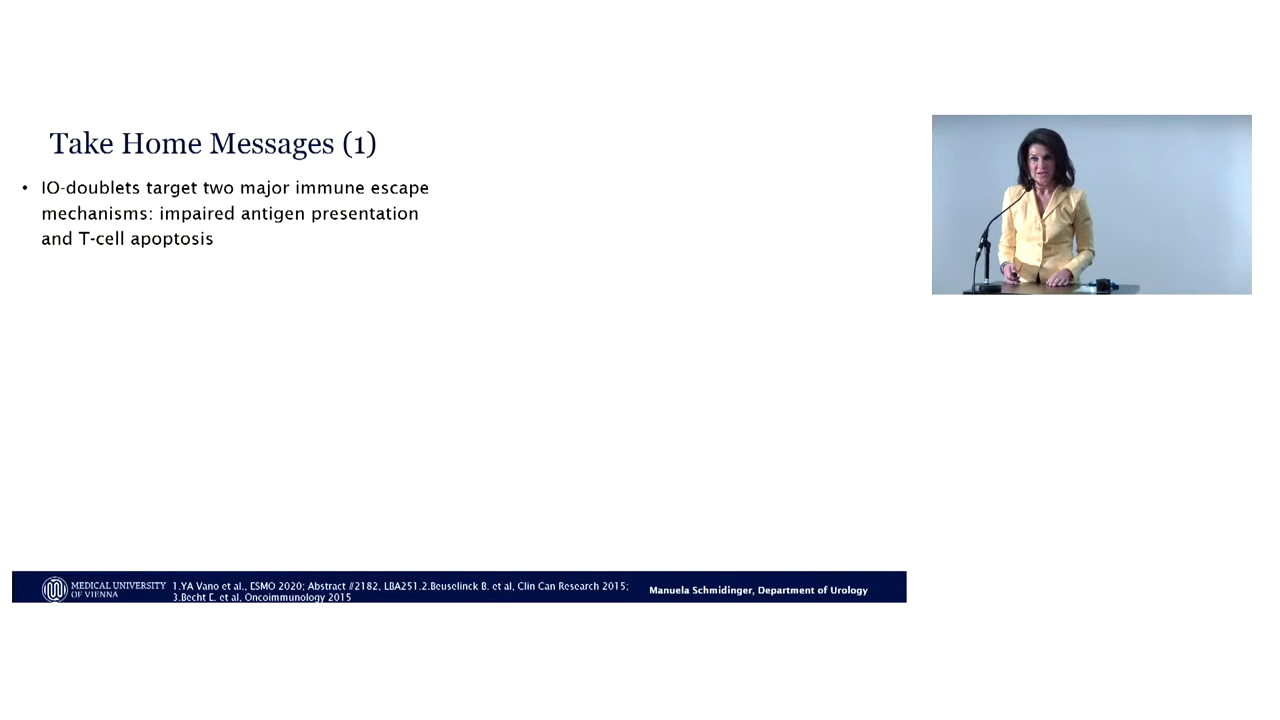 Take Home Messages (1)
• IO-doublets target two major immune escape
mechanisms: impaired antigen presentation
and T-cell apoptosis
MEDICAL UNIVERSITY
OF VIENNA
1.YA Vano et al., ESMO 2020; Abstract #2182, LBA251.2.Beuselinck B. et al, Clin Can Research 2015;
3.Becht E. et al, Oncoimmunology 2015
Manuela Schmidinger, Department of Urology